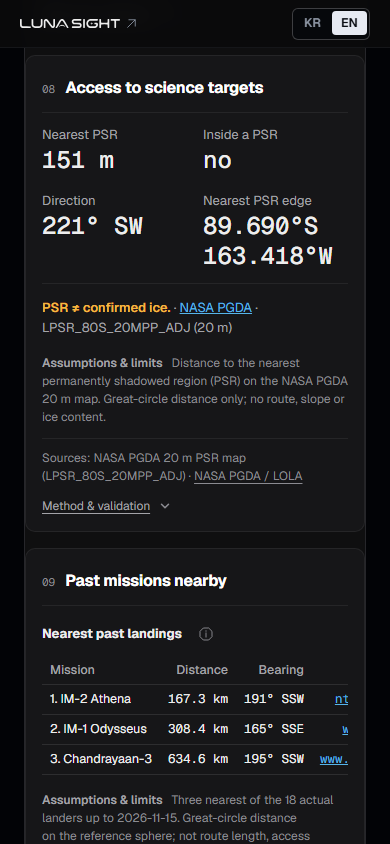 LUNA SIGHT ↗
KR EN
08 Access to science targets
Nearest PSR Inside a PSR
151 m no
Direction Nearest PSR edge
221° SW 89.690°S
163.418°W
PSR ≠ confirmed ice. · NASA PGDA ·
LPSR_80S_20MPP_ADJ (20 m)
Assumptions & limits Distance to the nearest
permanently shadowed region (PSR) on the NASA PGDA
20 m map. Great-circle distance only; no route, slope or
ice content.
Sources: NASA PGDA 20 m PSR map
(LPSR_80S_20MPP_ADJ) · NASA PGDA / LOLA
Method & validation
09 Past missions nearby
Nearest past landings
Mission Distance Bearing
1. IM-2 Athena 167.3 km 191° SSW nt
2. IM-1 Odysseus 308.4 km 165° SSE
3. Chandrayaan-3 634.6 km 195° SSW www.
Assumptions & limits Three nearest of the 18 actual
landers up to 2026-11-15. Great-circle distance
on the reference sphere; not route length, access